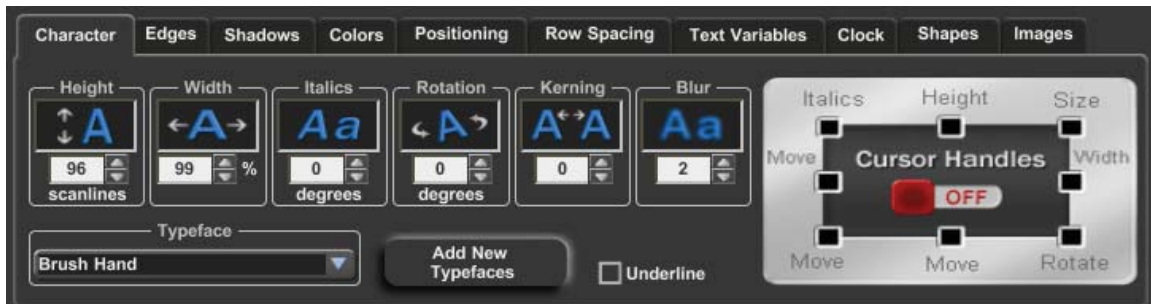 Character Edges Shadows Colors Positioning Row Spacing Text Variables Clock Shapes Images
Height Width Italics Rotation Kerning Blur
A A Aa A A A Aa
96 99 % 0 0 0 2
scanlines degrees degrees
Typeface
Brush Hand
Add New
Typefaces
Underline
Italics Height Size
Move Cursor Handles Width
OFF
Move Move Rotate